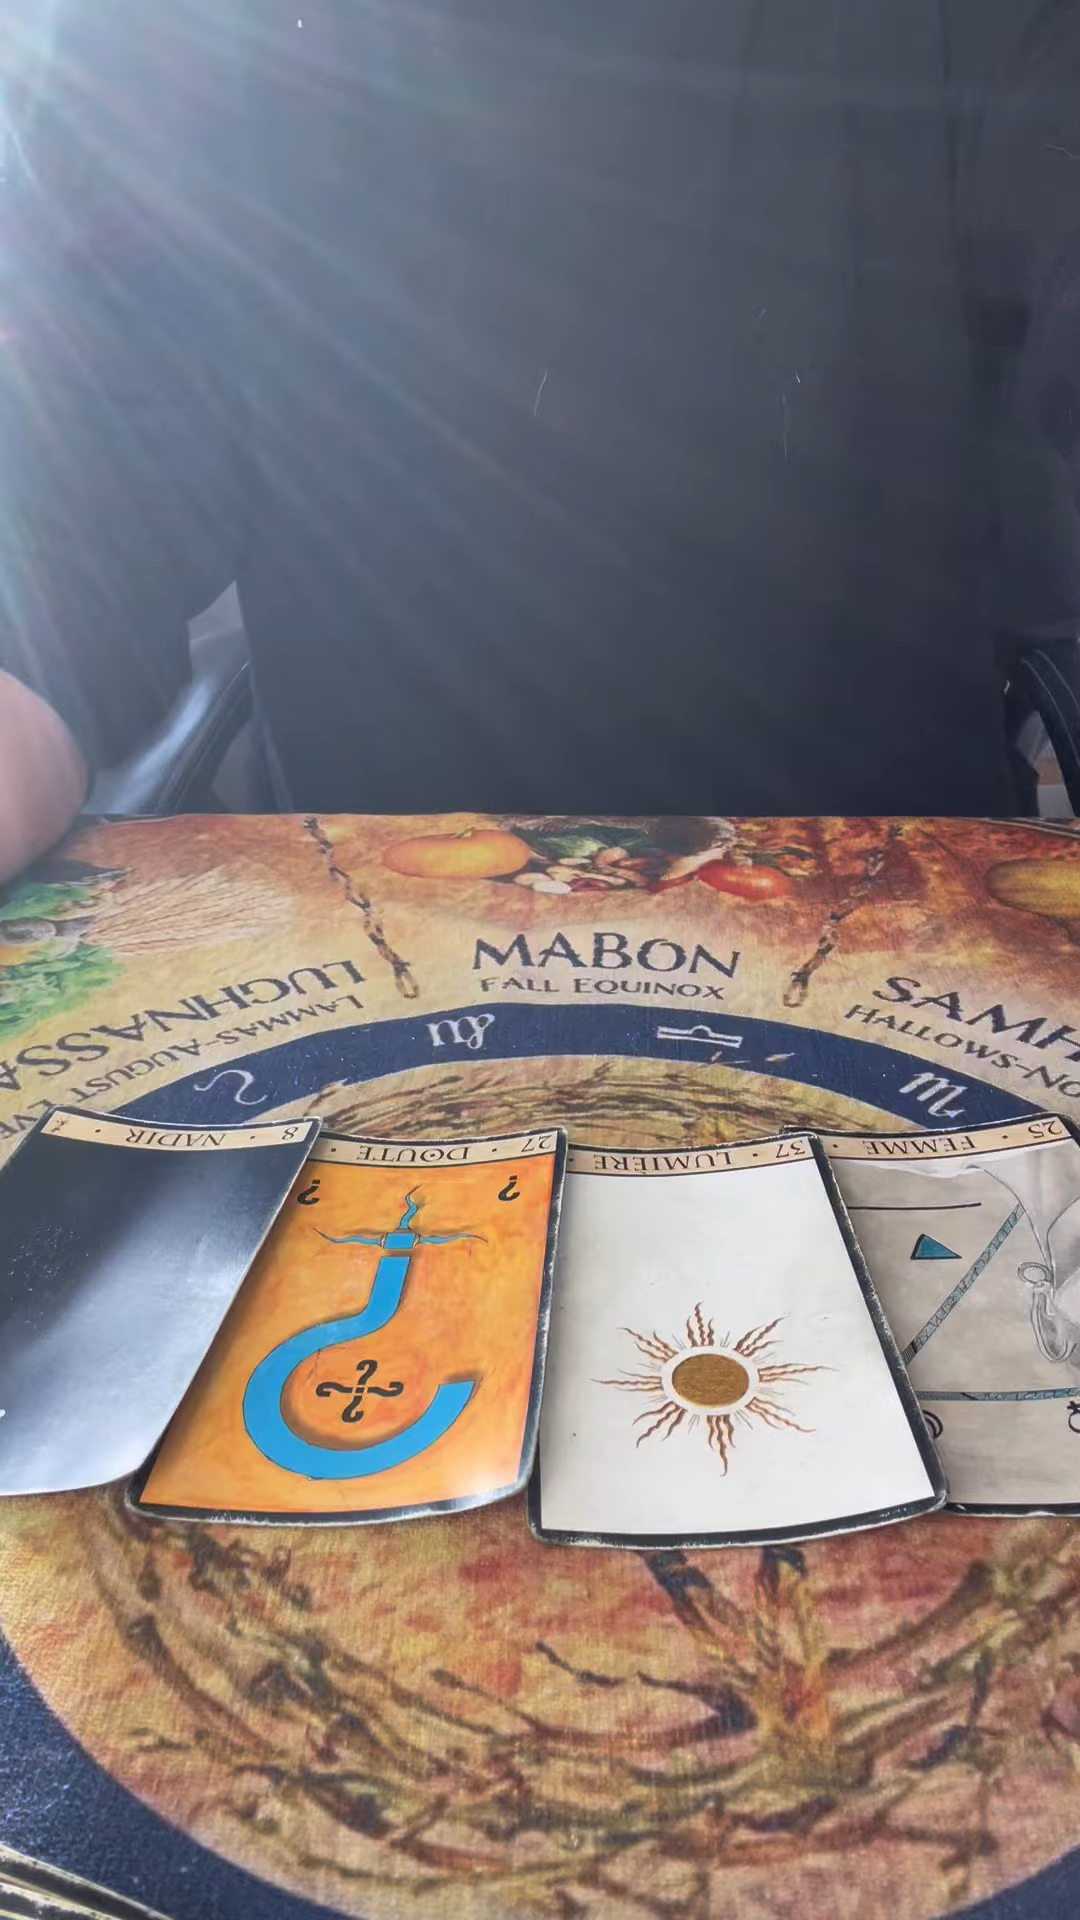 MABON
FALL EQUINOX
LUGHNASSA
LAMMAS-AUGUST EVE
SAMH
HALLOWS-NO
8 · NADIR ·
27 · DOUTE ·
? ?
37 · LUMIÈRE ·
25 · FEMME ·